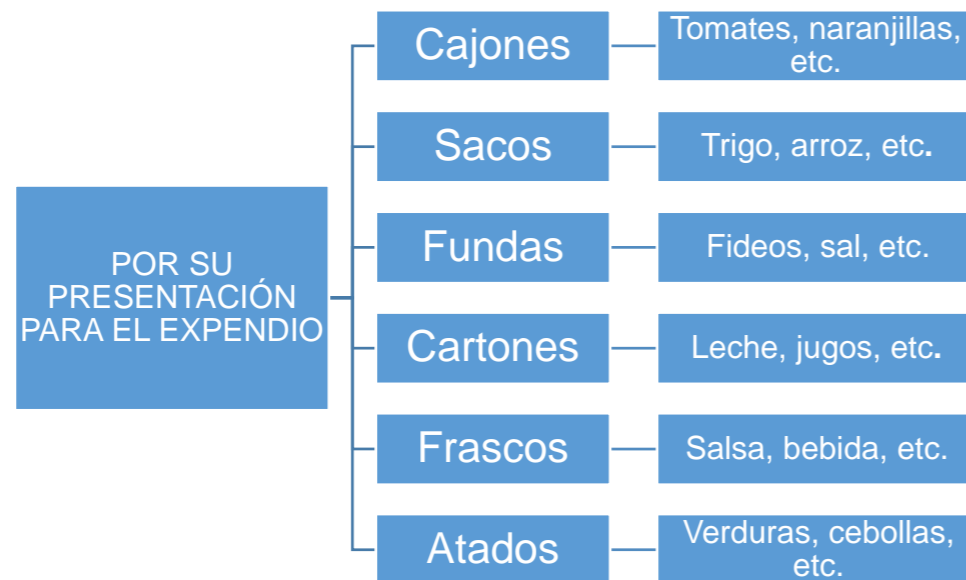 POR SU
PRESENTACIÓN
PARA EL EXPENDIO
Cajones
Tomates, naranjillas,
etc.
Sacos
Trigo, arroz, etc.
Fundas
Fideos, sal, etc.
Cartones
Leche, jugos, etc.
Frascos
Salsa, bebida, etc.
Atados
Verduras, cebollas,
etc.